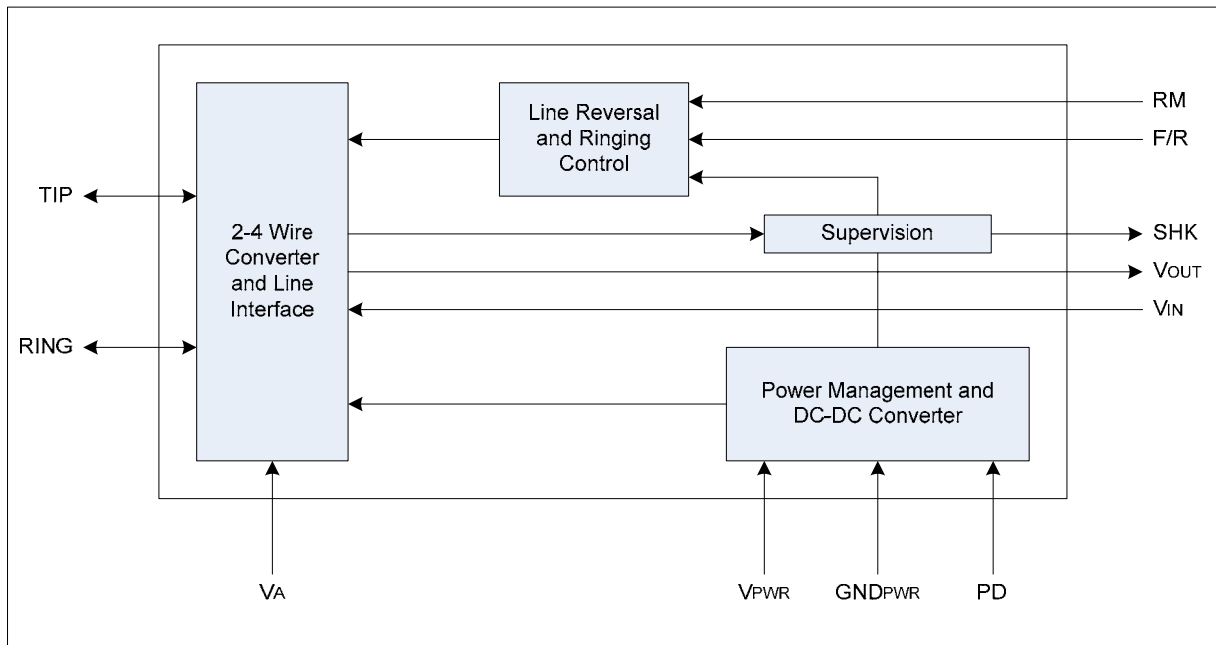 RM
Line Reversal
and Ringing
Control
F/R
TIP
2-4 Wire
Converter
and Line
Interface
Supervision
SHK
VOUT
VIN
RING
Power Management and
DC-DC Converter
VA
VPWR
GNDPWR
PD